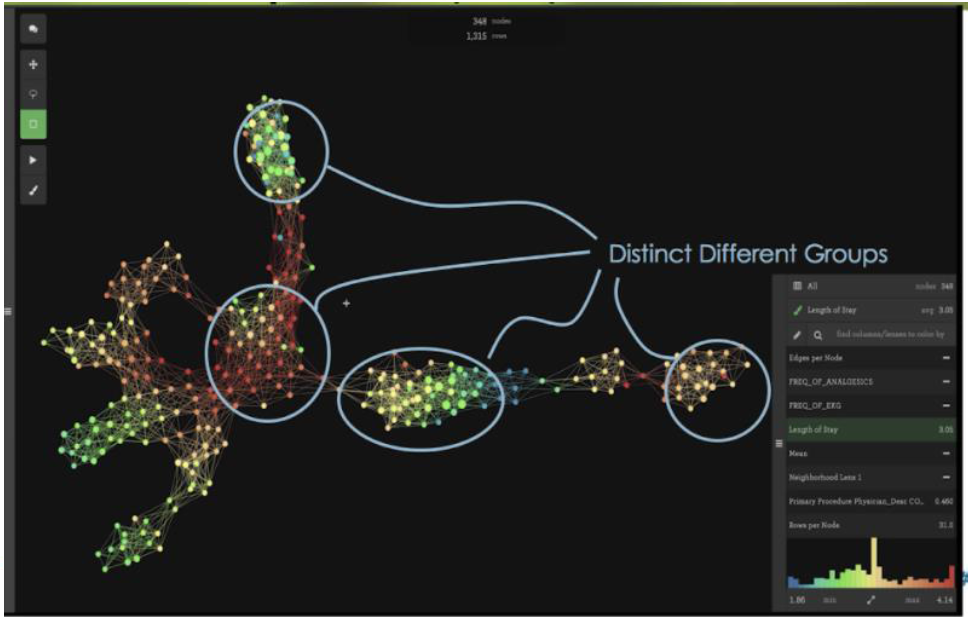 348 nodes
1,315 rows
Distinct Different Groups
All nodes 348
Length of Stay avg 3.05
find columns/lenses to color by
Edges per Node --
FREQ_OF_ANALGESICS --
FREQ_OF_EKG --
Length of Stay 3.05
Mean --
Neighborhood Lens 1 --
Primary Procedure Physician_Desc CO... 0.460
Rows per Node 31.8
1.86 min max 4.14